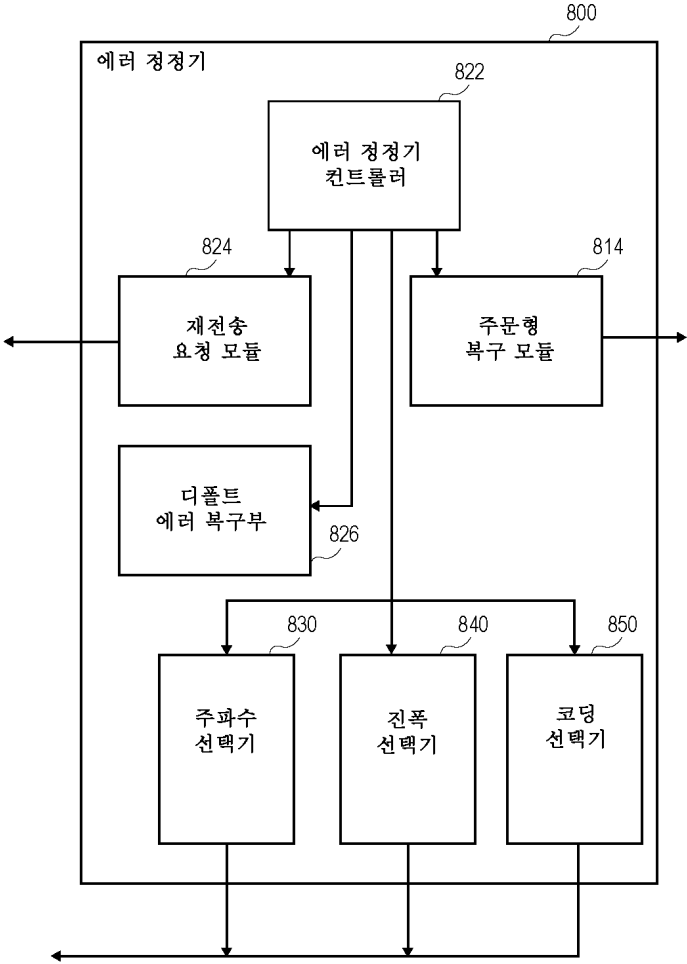 800
에러 정정기
822
에러 정정기
컨트롤러
824
재전송
요청 모듈
814
주문형
복구 모듈
디폴트
에러 복구부
826
830
주파수
선택기
840
진폭
선택기
850
코딩
선택기